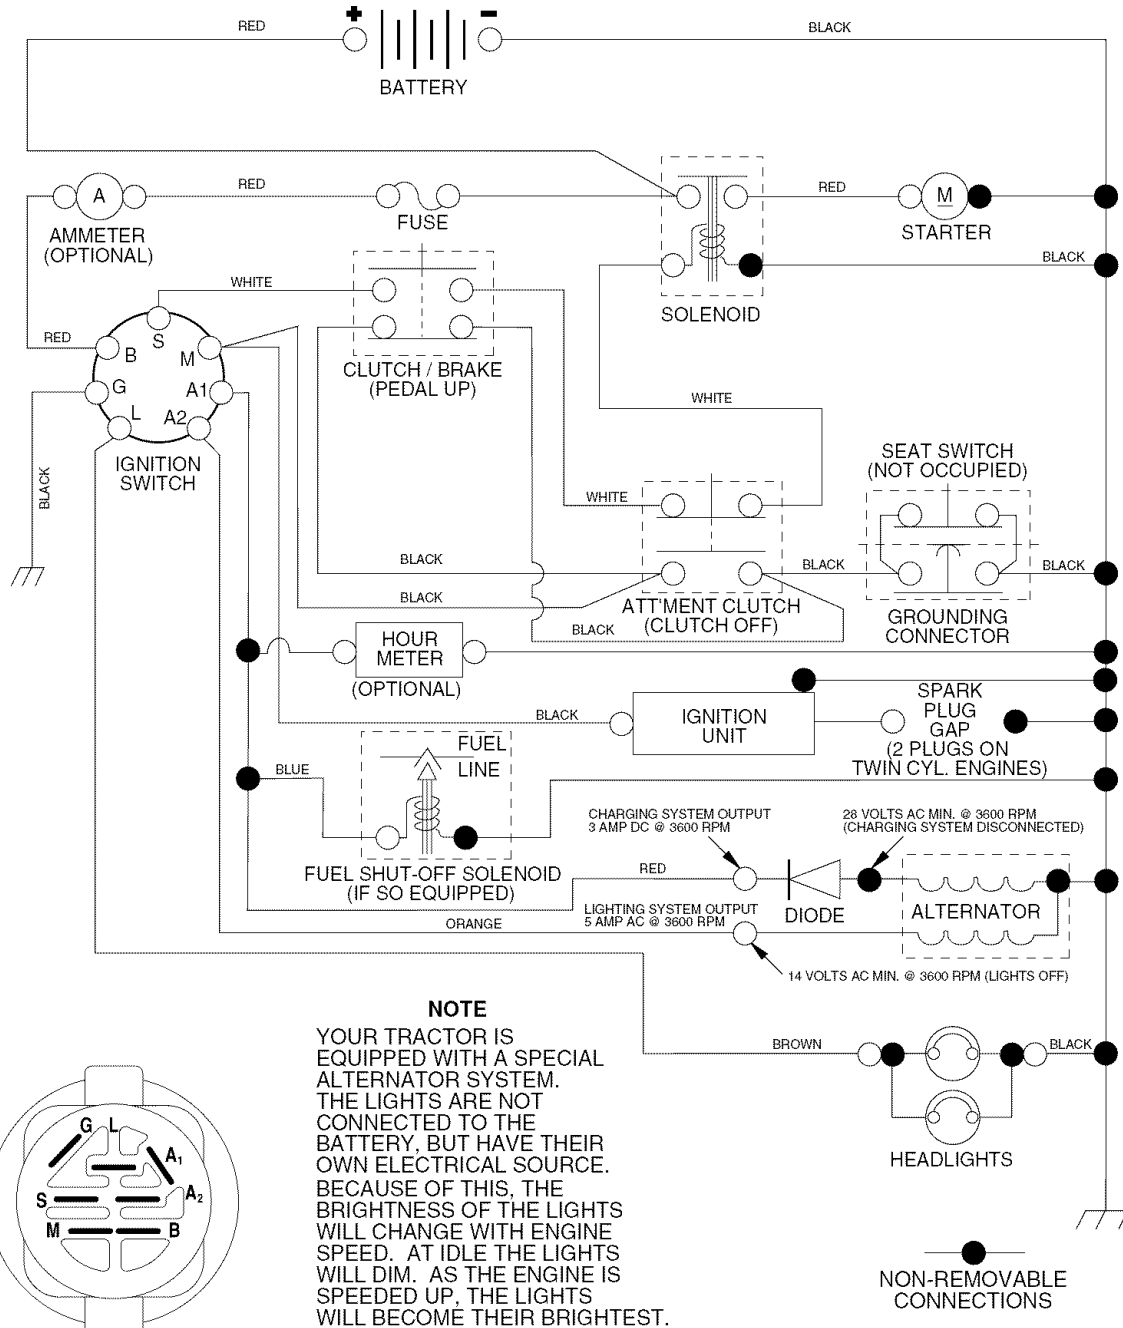 + −
RED
BLACK
BATTERY
A
RED
RED
M
FUSE
STARTER
AMMETER
(OPTIONAL)
BLACK
WHITE
SOLENOID
RED
S
B
M
CLUTCH / BRAKE
(PEDAL UP)
G
A1
L
A2
WHITE
IGNITION
SWITCH
BLACK
SEAT SWITCH
(NOT OCCUPIED)
WHITE
BLACK
BLACK
BLACK
BLACK
ATT'MENT CLUTCH
(CLUTCH OFF)
GROUNDING
CONNECTOR
BLACK
HOUR
METER
(OPTIONAL)
BLACK
IGNITION
UNIT
SPARK
PLUG
GAP
(2 PLUGS ON
TWIN CYL. ENGINES)
FUEL
LINE
BLUE
CHARGING SYSTEM OUTPUT
3 AMP DC @ 3600 RPM
28 VOLTS AC MIN. @ 3600 RPM
(CHARGING SYSTEM DISCONNECTED)
FUEL SHUT-OFF SOLENOID
(IF SO EQUIPPED)
RED
DIODE
ALTERNATOR
LIGHTING SYSTEM OUTPUT
5 AMP AC @ 3600 RPM
ORANGE
14 VOLTS AC MIN. @ 3600 RPM (LIGHTS OFF)
NOTE
YOUR TRACTOR IS
EQUIPPED WITH A SPECIAL
ALTERNATOR SYSTEM.
THE LIGHTS ARE NOT
CONNECTED TO THE
BATTERY, BUT HAVE THEIR
OWN ELECTRICAL SOURCE.
BECAUSE OF THIS, THE
BRIGHTNESS OF THE LIGHTS
WILL CHANGE WITH ENGINE
SPEED. AT IDLE THE LIGHTS
WILL DIM. AS THE ENGINE IS
SPEEDED UP, THE LIGHTS
WILL BECOME THEIR BRIGHTEST.
BROWN
BLACK
HEADLIGHTS
G L
A1
S
A2
M
B
NON-REMOVABLE
CONNECTIONS